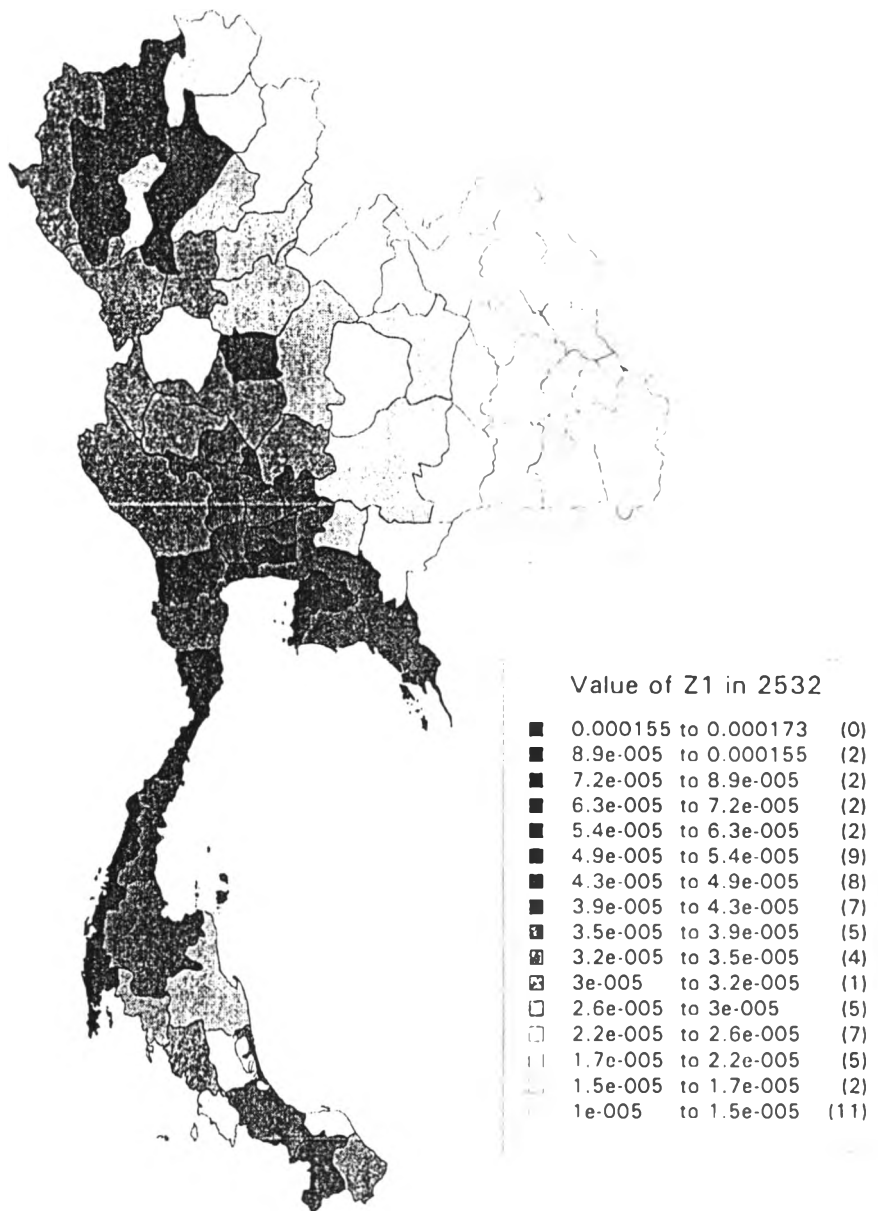 Value of Z1 in 2532
0.000155 to 0.000173 (0)
8.9e-005 to 0.000155 (2)
7.2e-005 to 8.9e-005 (2)
6.3e-005 to 7.2e-005 (2)
5.4e-005 to 6.3e-005 (2)
4.9e-005 to 5.4e-005 (9)
4.3e-005 to 4.9e-005 (8)
3.9e-005 to 4.3e-005 (7)
3.5e-005 to 3.9e-005 (5)
3.2e-005 to 3.5e-005 (4)
3e-005 to 3.2e-005 (1)
2.6e-005 to 3e-005 (5)
2.2e-005 to 2.6e-005 (7)
1.7e-005 to 2.2e-005 (5)
1.5e-005 to 1.7e-005 (2)
1e-005 to 1.5e-005 (11)